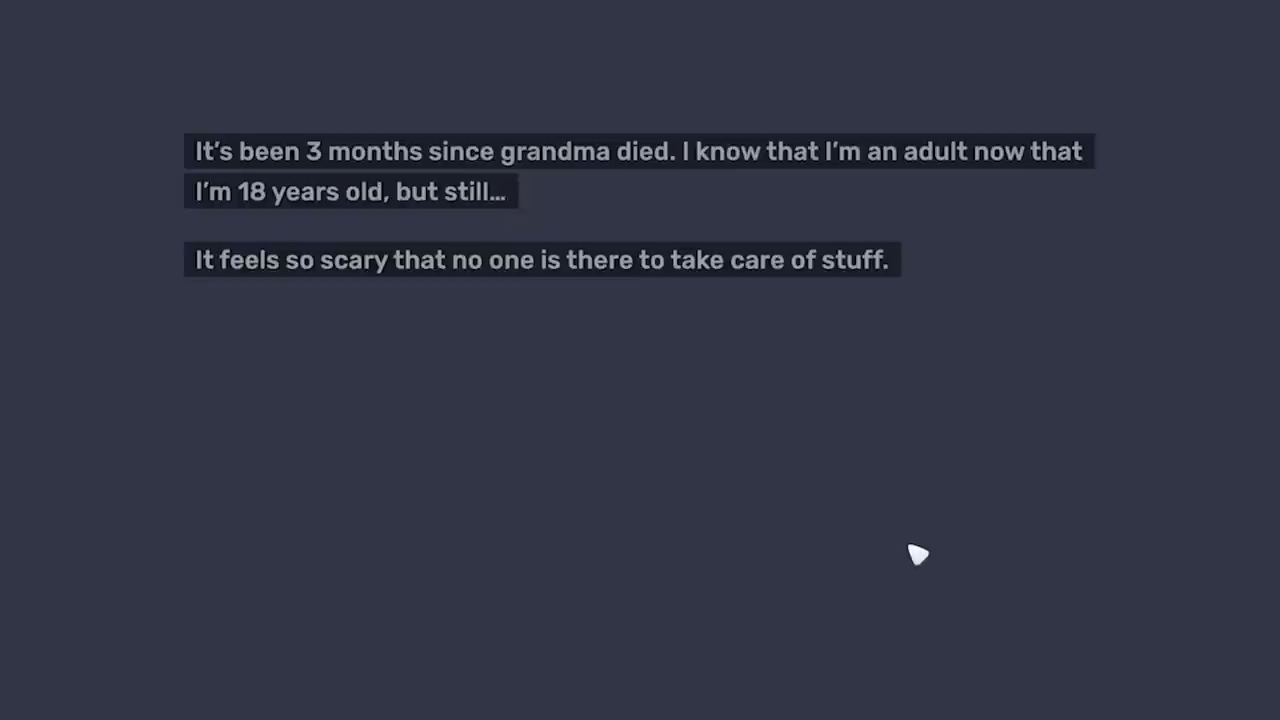 It’s been 3 months since grandma died. I know that I’m an adult now that
I’m 18 years old, but still…
It feels so scary that no one is there to take care of stuff.